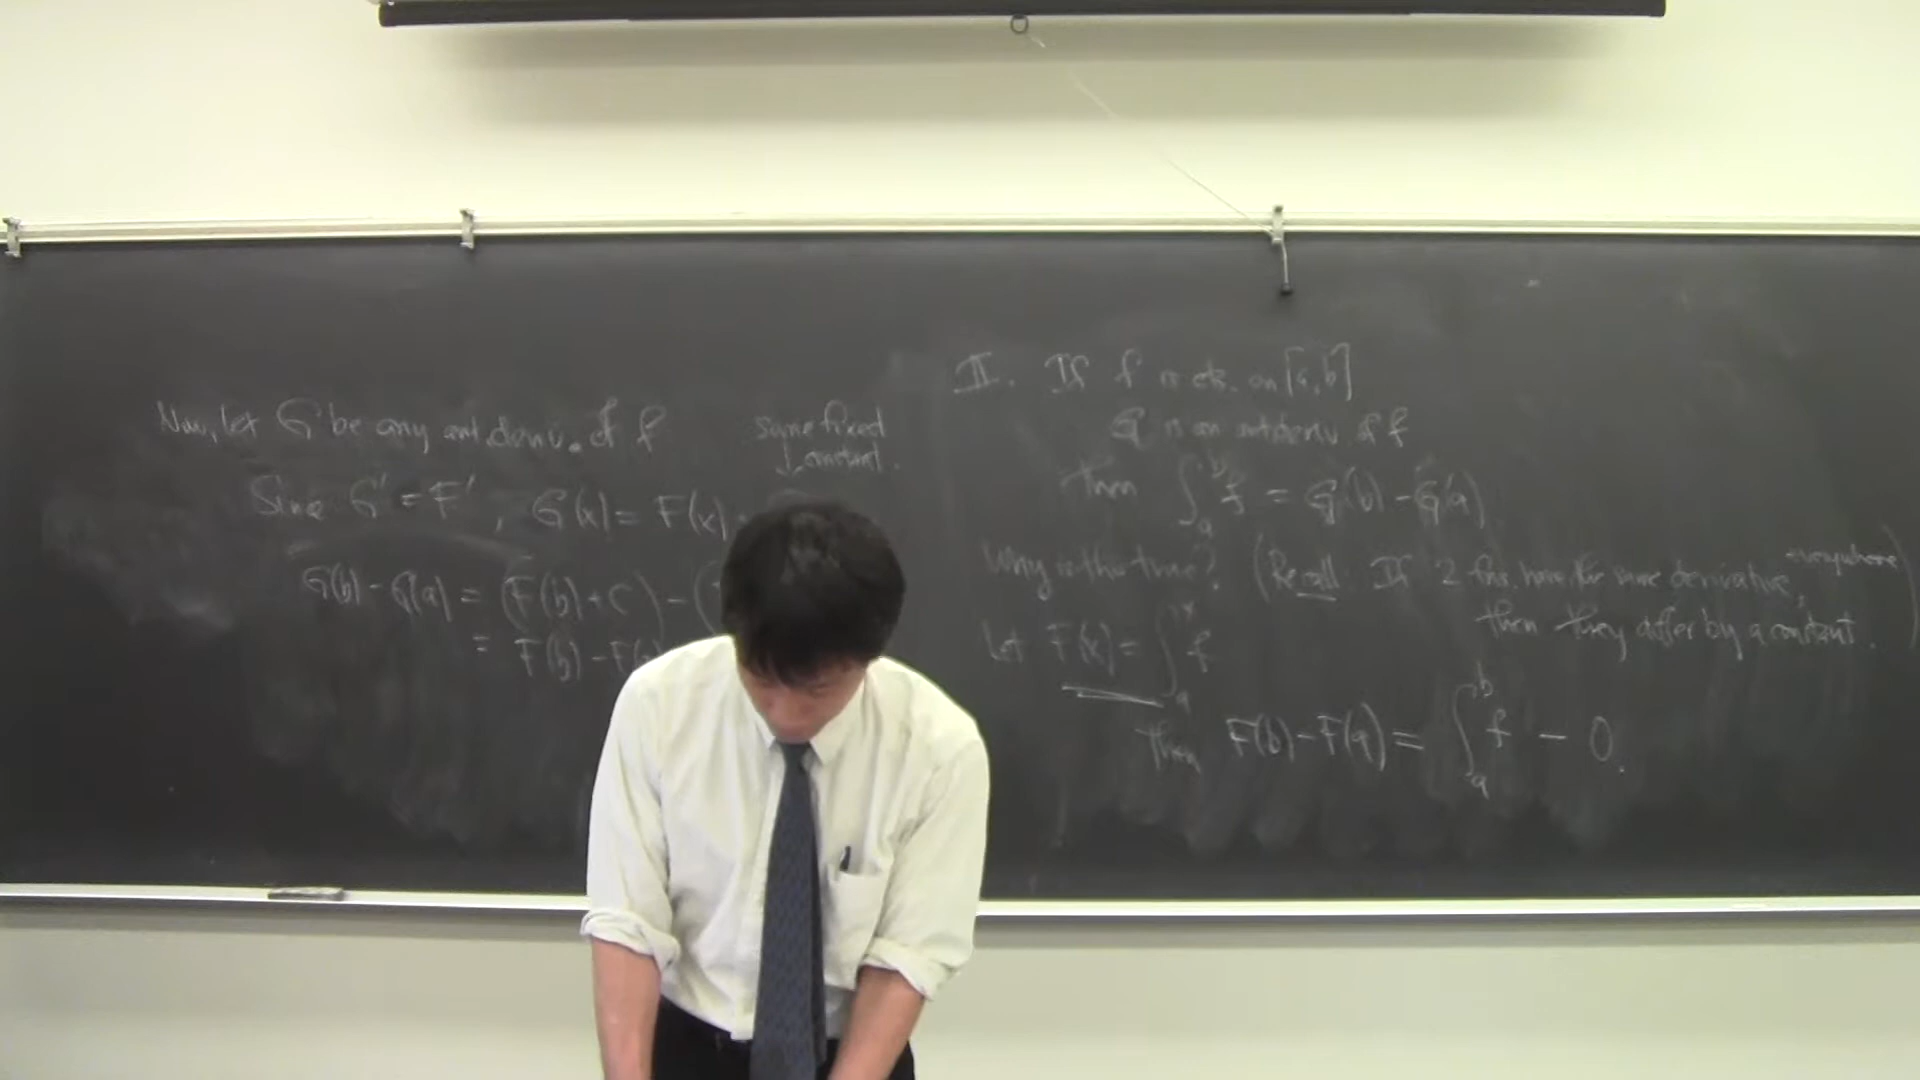 II. If f is cts. on [a,b]
G is an antideriv. of f
Then ∫_a^b f = G(b) - G(a)
Why is this true? (Recall: If 2 fns. have the same derivative everywhere,
then they differ by a constant.)
Let F(x) = ∫_a^x f
Then F(b) - F(a) = ∫_a^b f - 0.
Now, let G be any antideriv. of f
some fixed
↓ constant.
Since G' = F', G(x) = F(x)
G(b) - G(a) = (F(b) + C) - (
= F(b) - F(a)